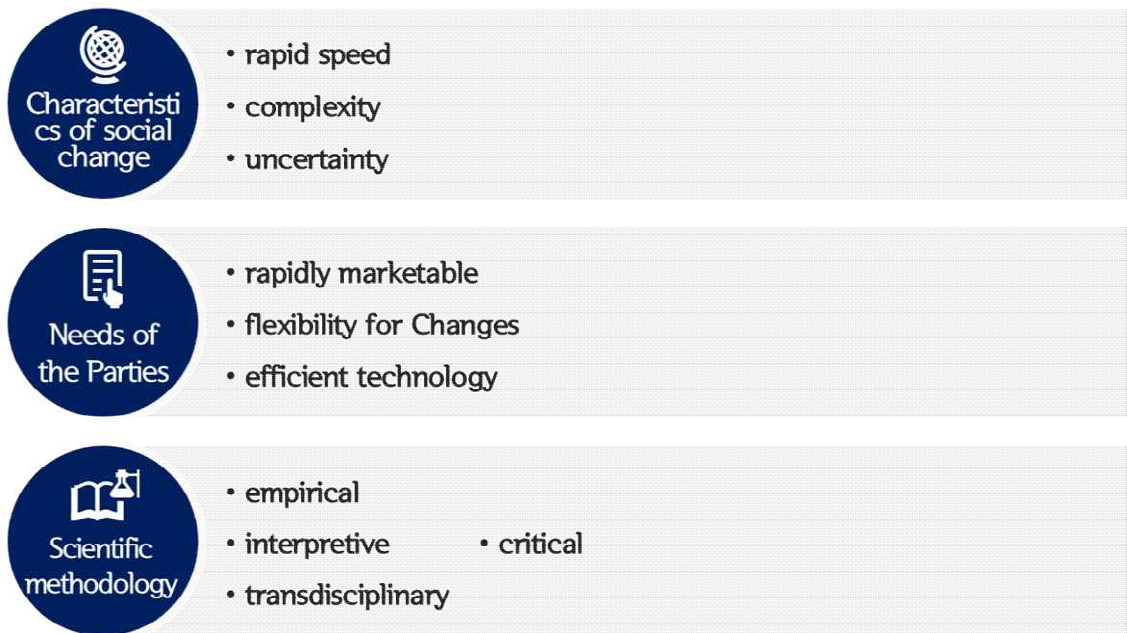 Characteristi
cs of social
change
• rapid speed
• complexity
• uncertainty
Needs of
the Parties
• rapidly marketable
• flexibility for Changes
• efficient technology
Scientific
methodology
• empirical
• interpretive • critical
• transdisciplinary